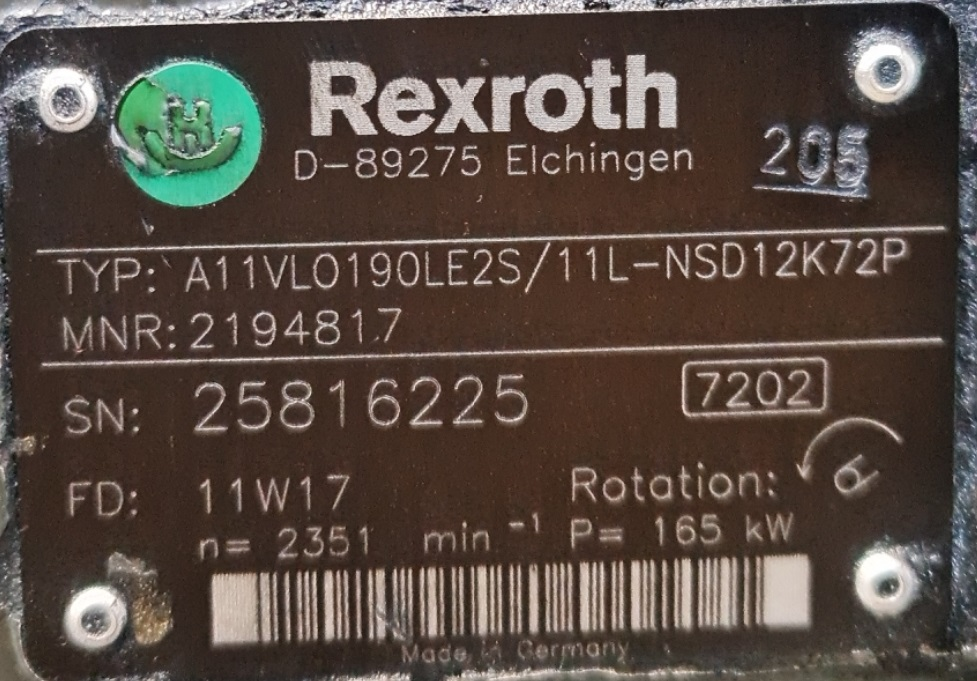 H
Rexroth
D-89275 Elchingen
205
TYP: A11VLO190LE2S/11L-NSD12K72P
MNR: 2194817
SN: 25816225
7202
FD: 11W17
Rotation:
n= 2351 min⁻¹ P= 165 kW
Made in Germany